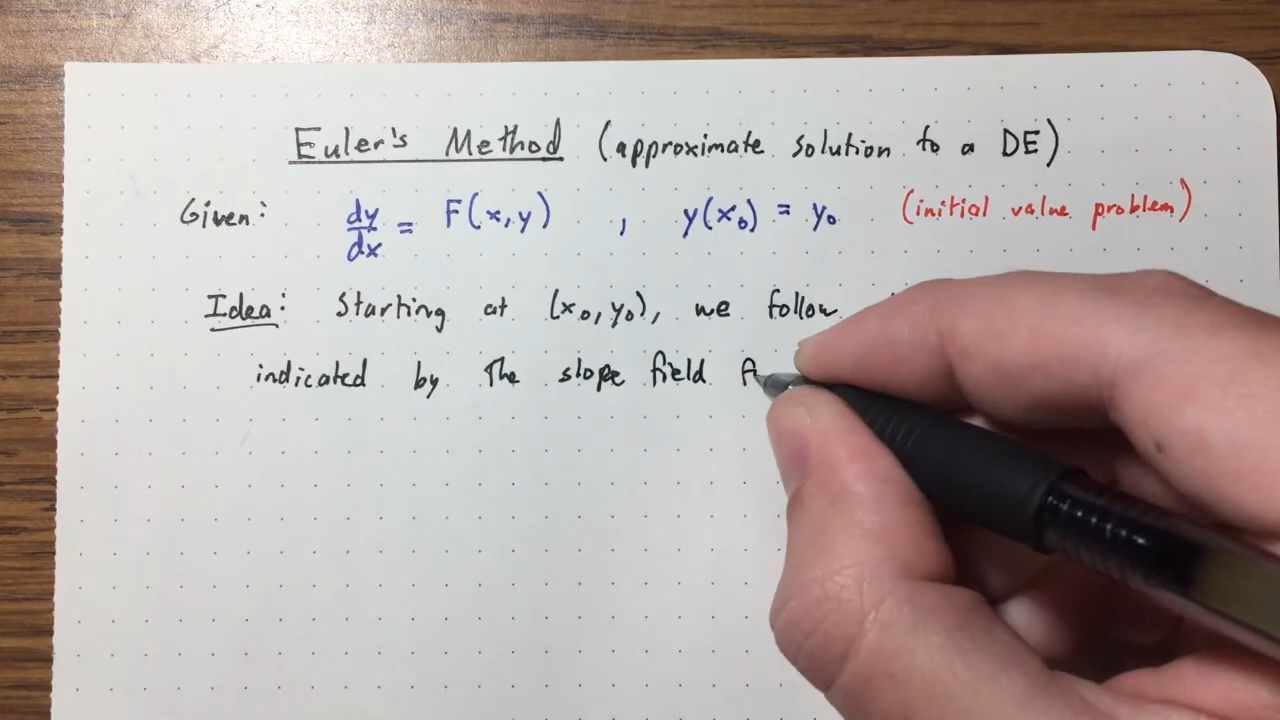 Euler's Method (approximate solution to a DE)
Given: dy/dx = F(x,y) , y(x₀) = y₀ (initial value problem)
Idea: Starting at (x₀, y₀), we follow
indicated by the slope field